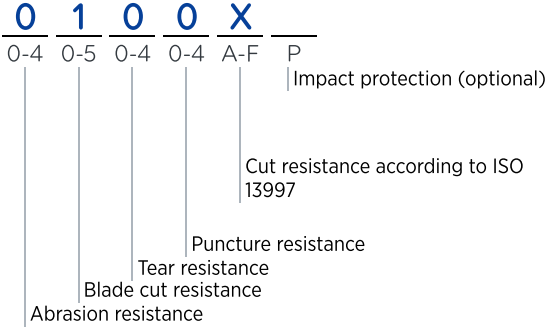 0 1 0 0 X
0-4 0-5 0-4 0-4 A-F P
Impact protection (optional)
Cut resistance according to ISO
13997
Puncture resistance
Tear resistance
Blade cut resistance
Abrasion resistance